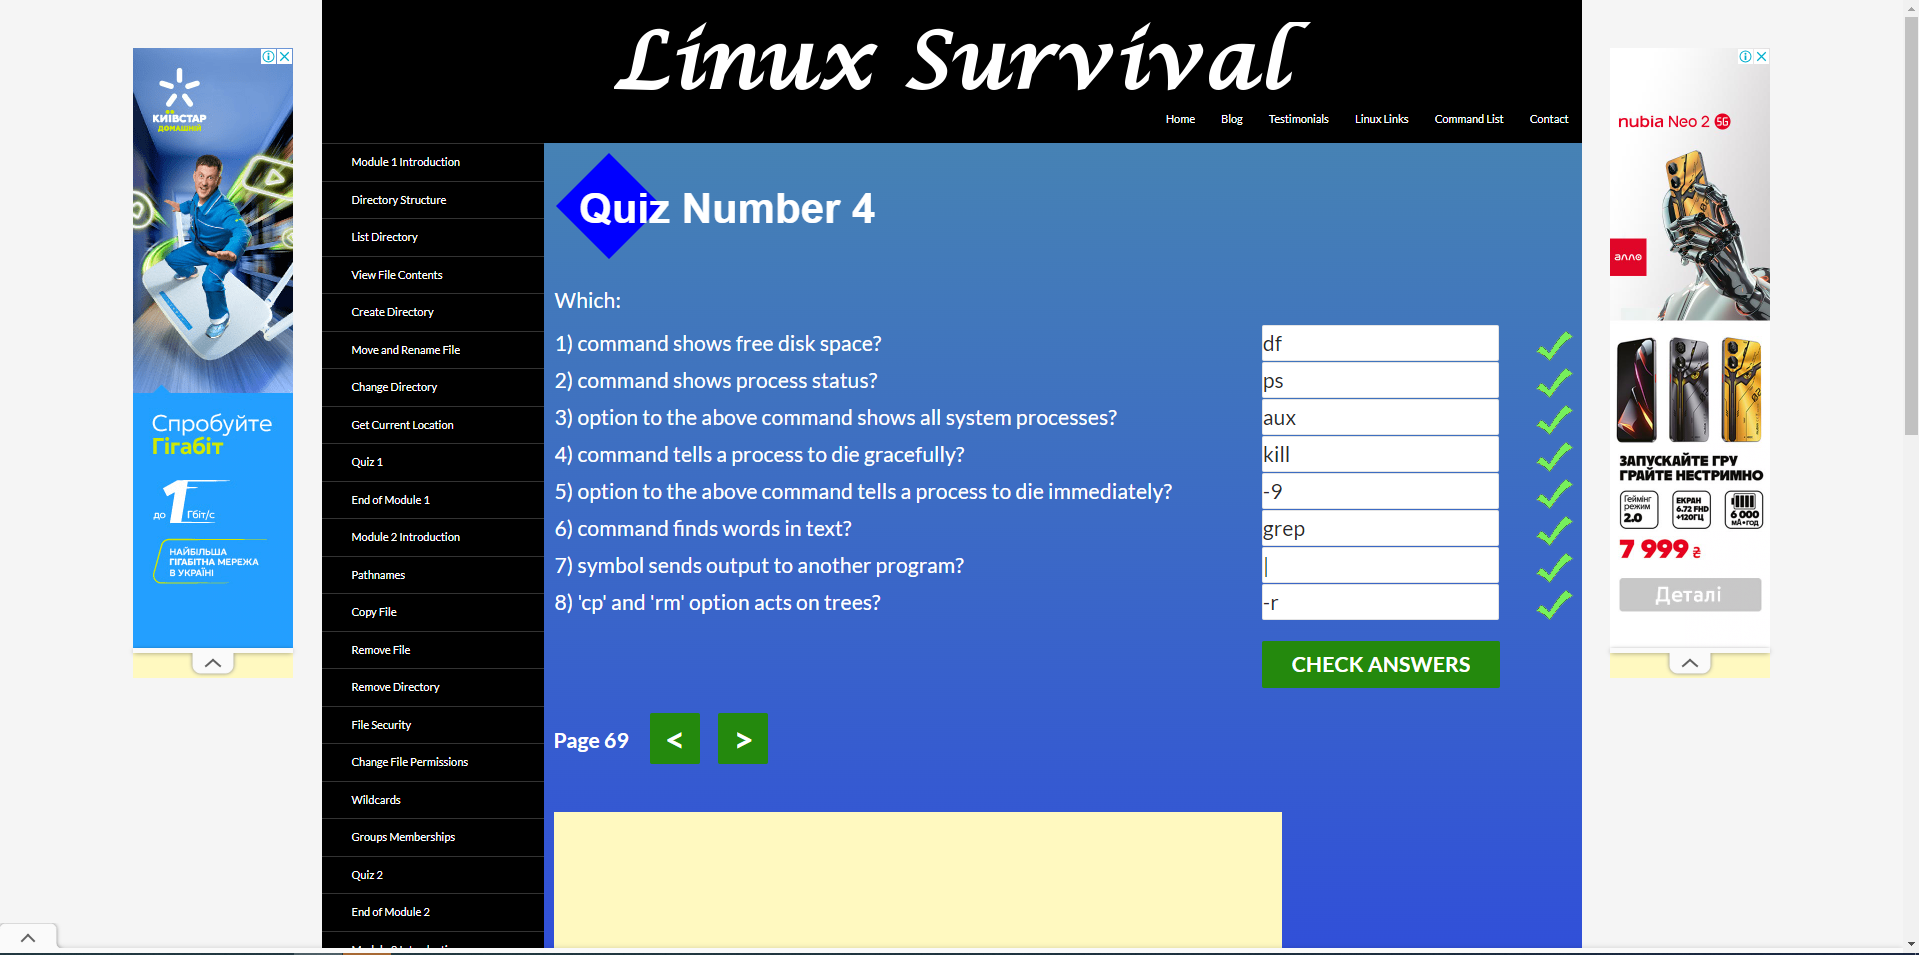 Linux Survival
Home Blog Testimonials Linux Links Command List Contact
КИЇВСТАР
ДОМАШНІЙ
Спробуйте
Гігабіт
до 1 Гбіт/с
НАЙБІЛЬША
ГІГАБІТНА МЕРЕЖА
В УКРАЇНІ
Module 1 Introduction
Directory Structure
List Directory
View File Contents
Create Directory
Move and Rename File
Change Directory
Get Current Location
Quiz 1
End of Module 1
Module 2 Introduction
Pathnames
Copy File
Remove File
Remove Directory
File Security
Change File Permissions
Wildcards
Groups Memberships
Quiz 2
End of Module 2
Quiz Number 4
Which:
1) command shows free disk space? df
2) command shows process status? ps
3) option to the above command shows all system processes? aux
4) command tells a process to die gracefully? kill
5) option to the above command tells a process to die immediately? -9
6) command finds words in text? grep
7) symbol sends output to another program? |
8) 'cp' and 'rm' option acts on trees? -r
CHECK ANSWERS
Page 69 < >
nubia Neo 2 5G
алло
ЗАПУСКАЙТЕ ГРУ
ГРАЙТЕ НЕСТРИМНО
Геймінг
режим
2.0
ЕКРАН
6.72 FHD
+120ГЦ
6 000
мА•год
7 999 ₴
Деталі